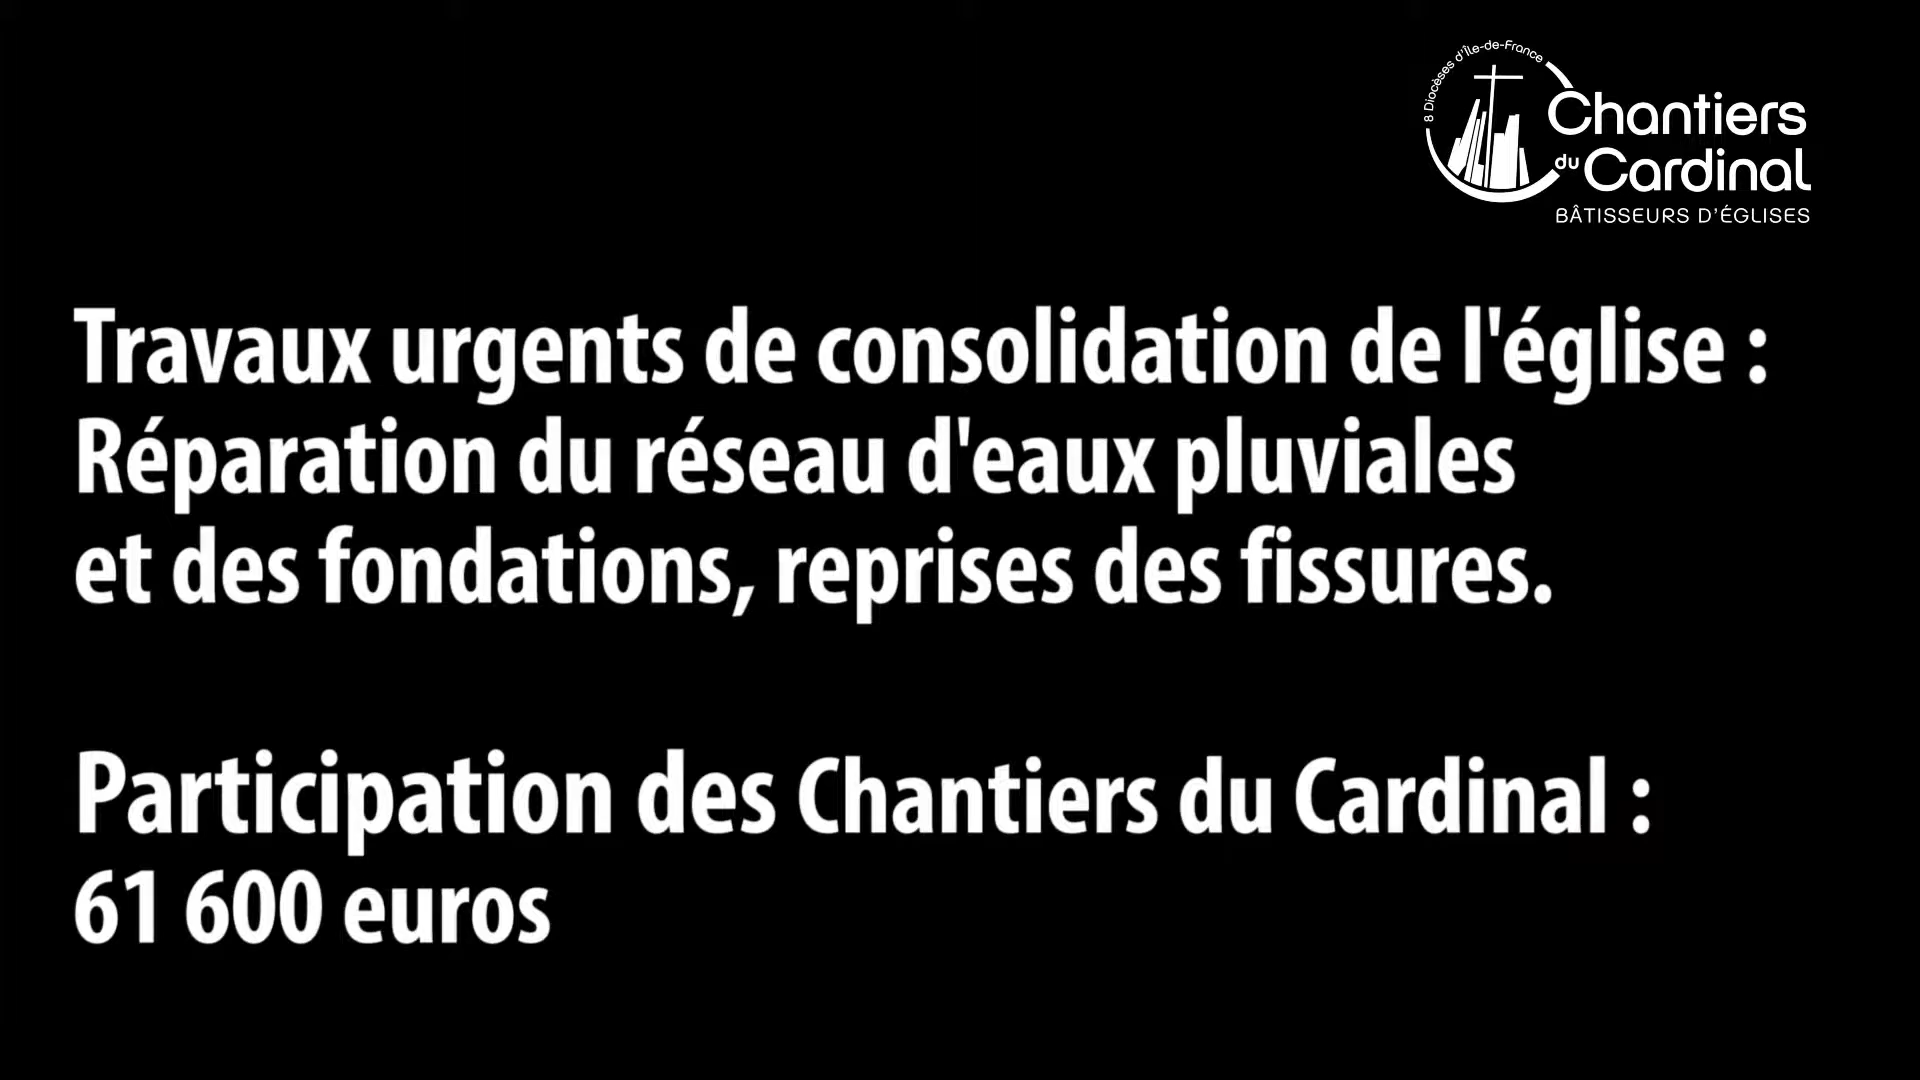 8 Diocèses d'Île-de-France
Chantiers
du Cardinal
BÂTISSEURS D'ÉGLISES
Travaux urgents de consolidation de l'église :
Réparation du réseau d'eaux pluviales
et des fondations, reprises des fissures.
Participation des Chantiers du Cardinal :
61 600 euros